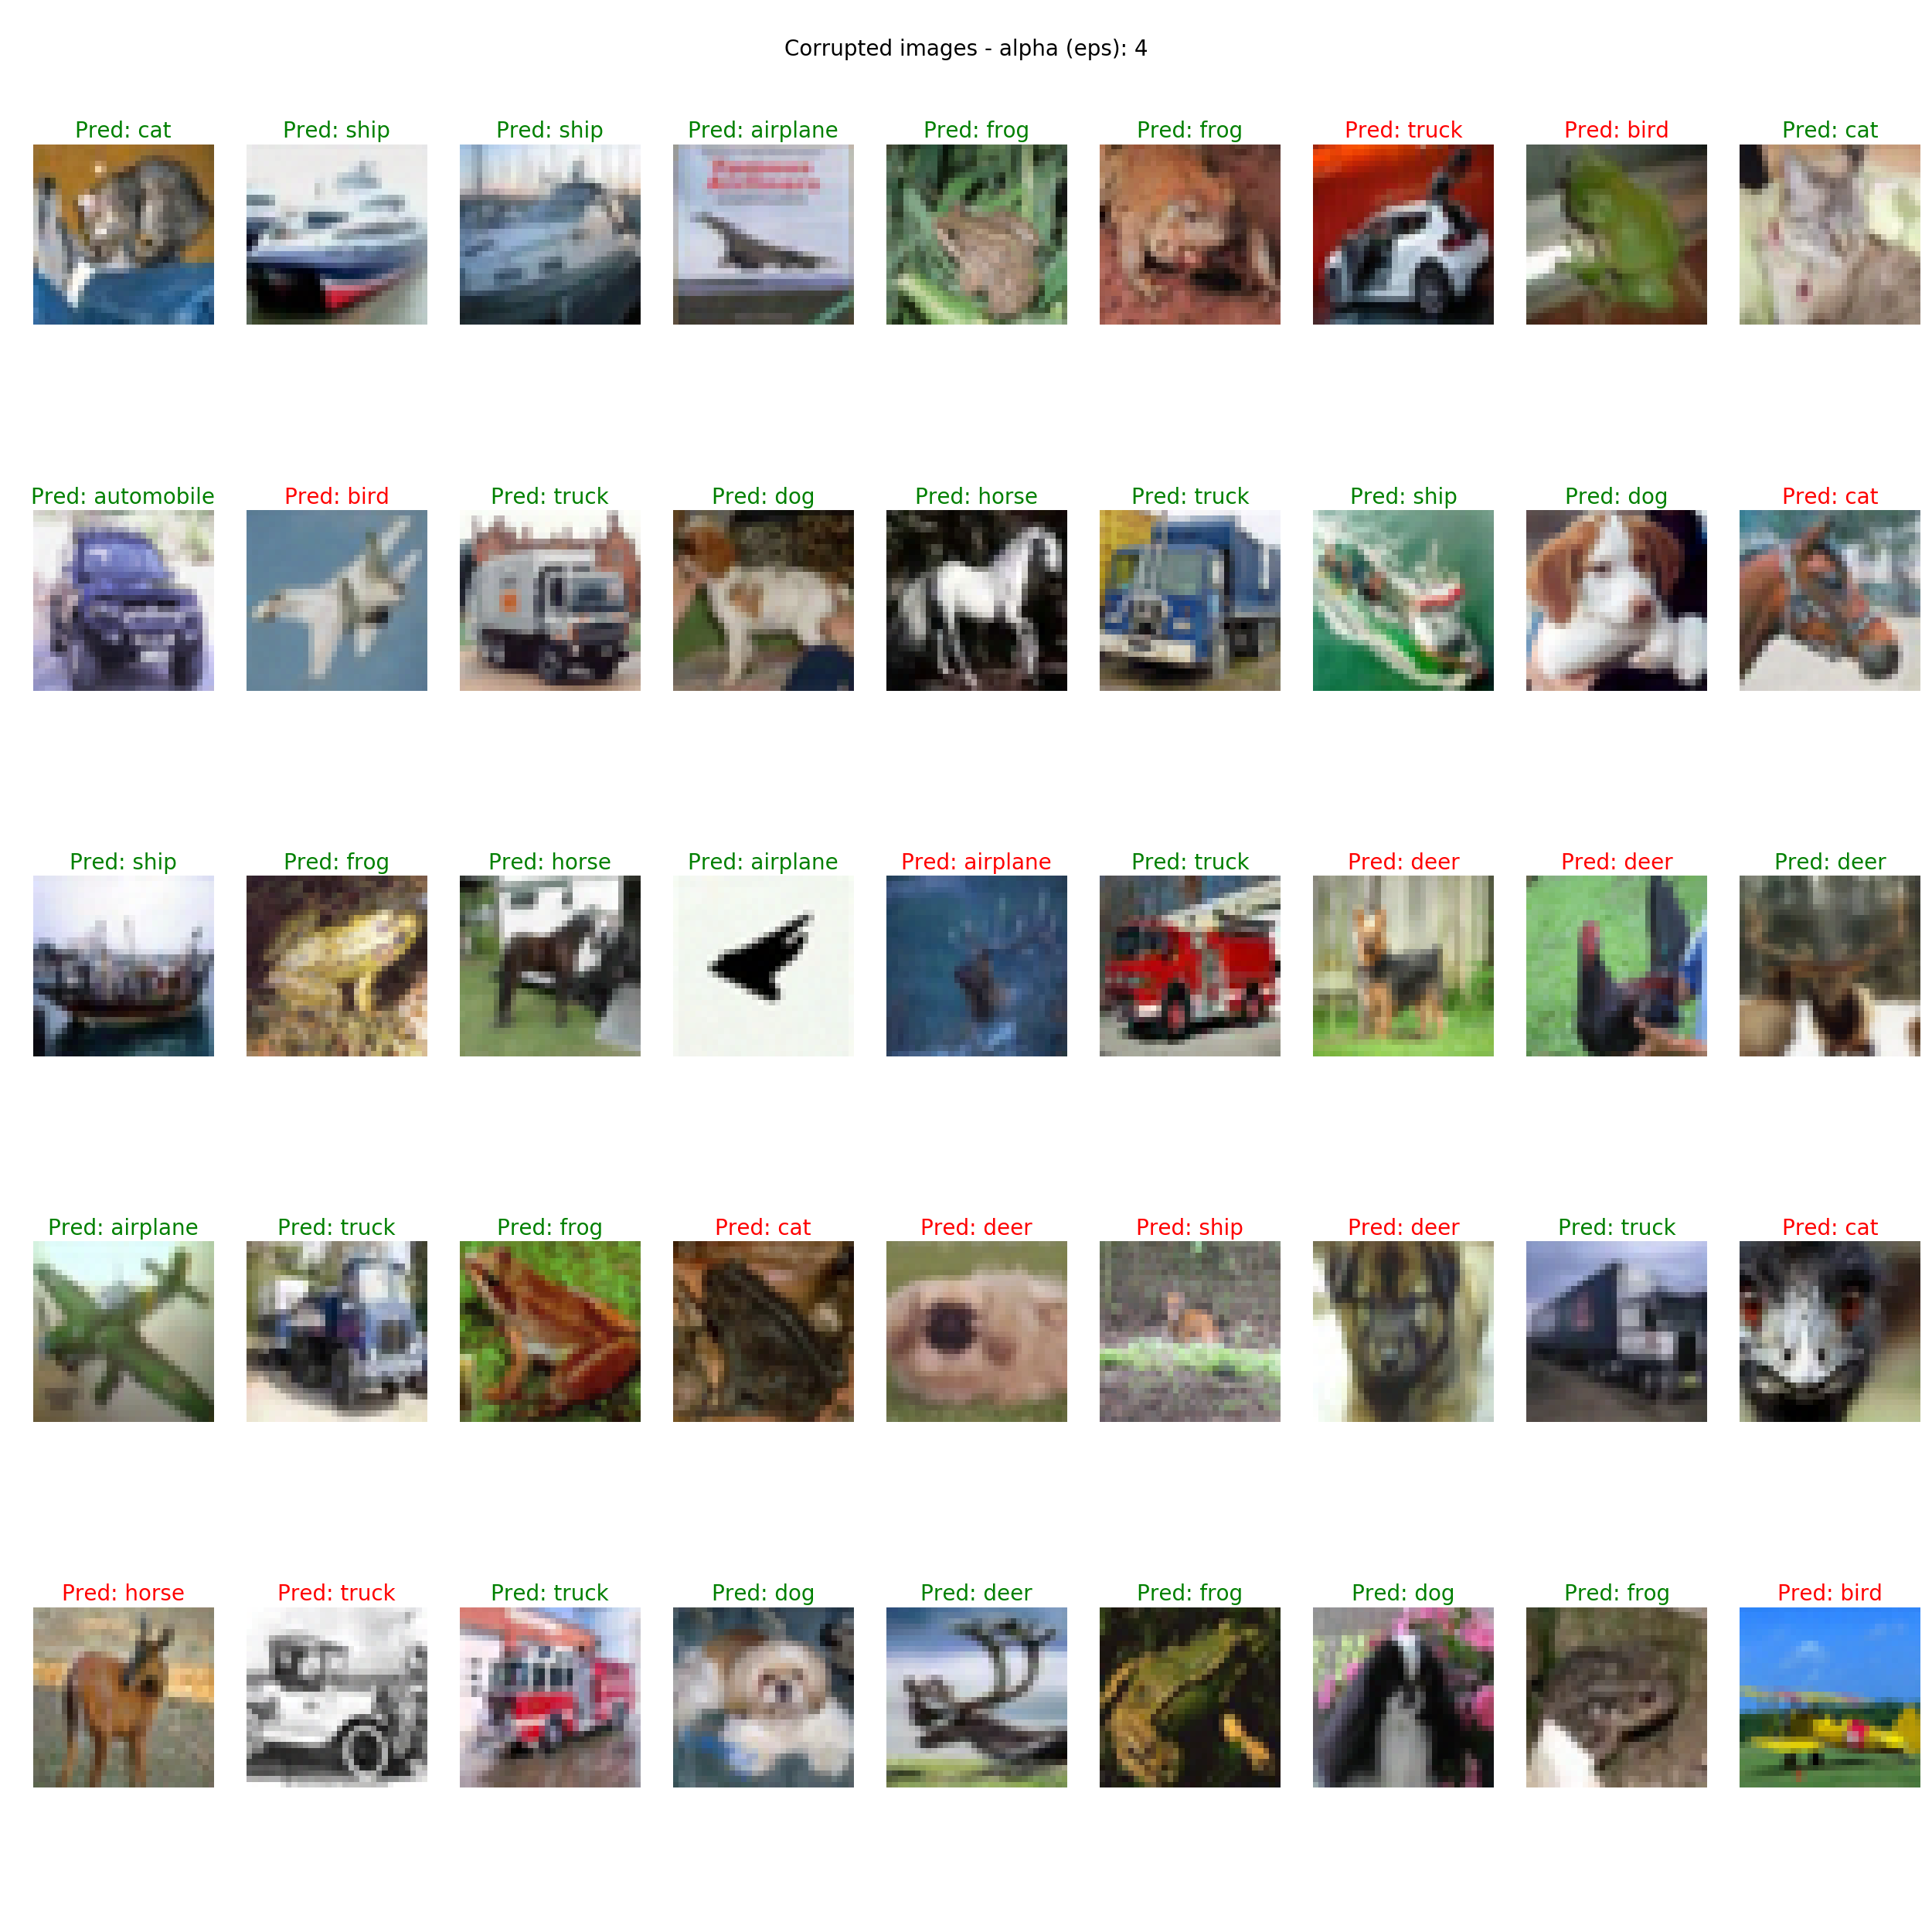 Corrupted images - alpha (eps): 4
Pred: cat Pred: ship Pred: ship Pred: airplane Pred: frog Pred: frog Pred: truck Pred: bird Pred: cat
Pred: automobile Pred: bird Pred: truck Pred: dog Pred: horse Pred: truck Pred: ship Pred: dog Pred: cat
Pred: ship Pred: frog Pred: horse Pred: airplane Pred: airplane Pred: truck Pred: deer Pred: deer Pred: deer
Pred: airplane Pred: truck Pred: frog Pred: cat Pred: deer Pred: ship Pred: deer Pred: truck Pred: cat
Pred: horse Pred: truck Pred: truck Pred: dog Pred: deer Pred: frog Pred: dog Pred: frog Pred: bird